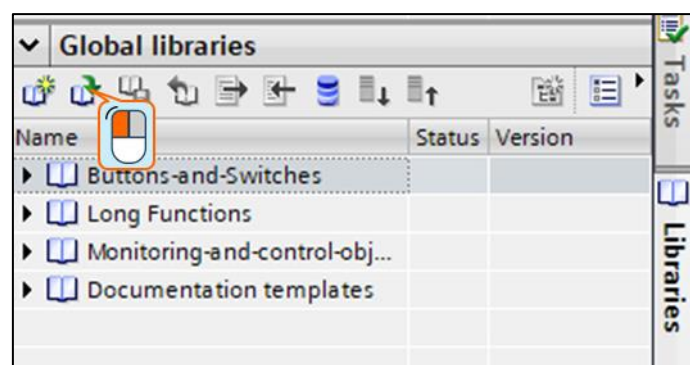 Global libraries
Name Status Version
Buttons-and-Switches
Long Functions
Monitoring-and-control-obj...
Documentation templates
Tasks
Libraries